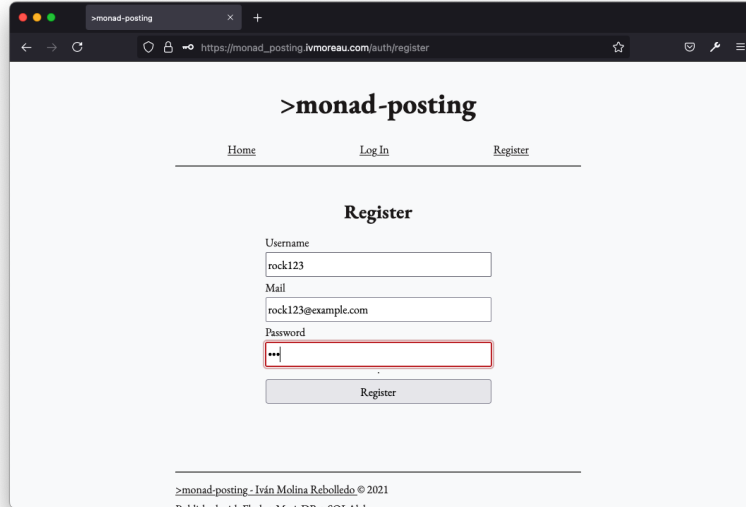 >monad-posting
https://monad_posting.ivmoreau.com/auth/register
>monad-posting
Home Log In Register
Register
Username
rock123
Mail
rock123@example.com
Password
•••
.
Register
>monad-posting - Iván Molina Rebolledo © 2021